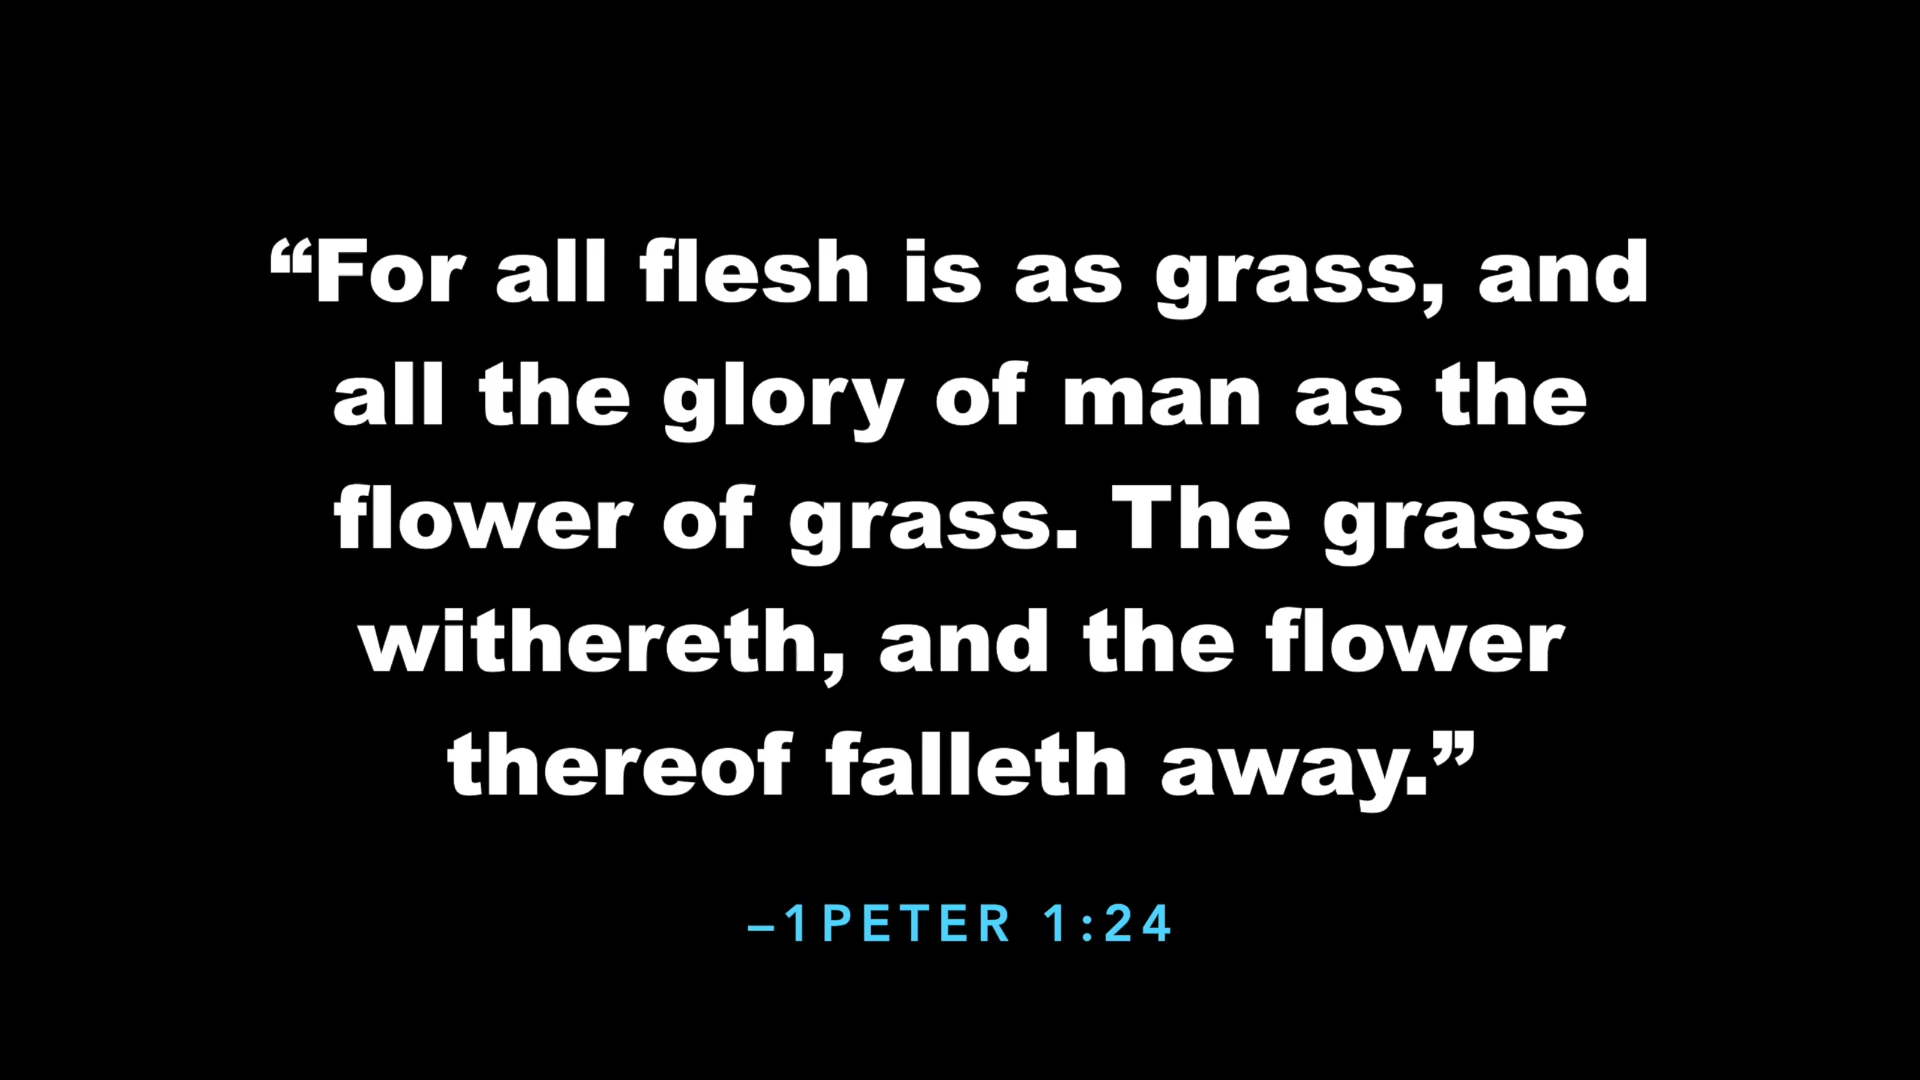 “For all flesh is as grass, and
all the glory of man as the
flower of grass. The grass
withereth, and the flower
thereof falleth away.”
–1PETER 1:24